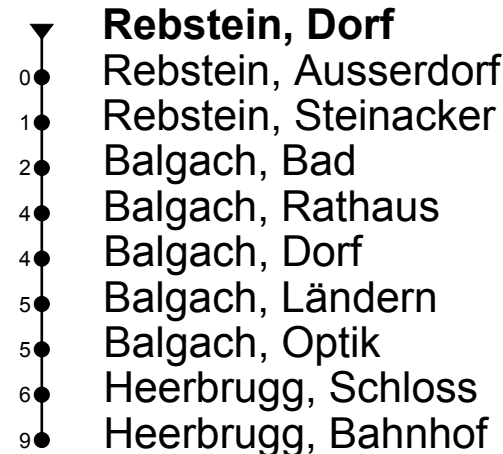 Rebstein, Dorf
0 Rebstein, Ausserdorf
1 Rebstein, Steinacker
2 Balgach, Bad
4 Balgach, Rathaus
4 Balgach, Dorf
5 Balgach, Ländern
5 Balgach, Optik
6 Heerbrugg, Schloss
9 Heerbrugg, Bahnhof